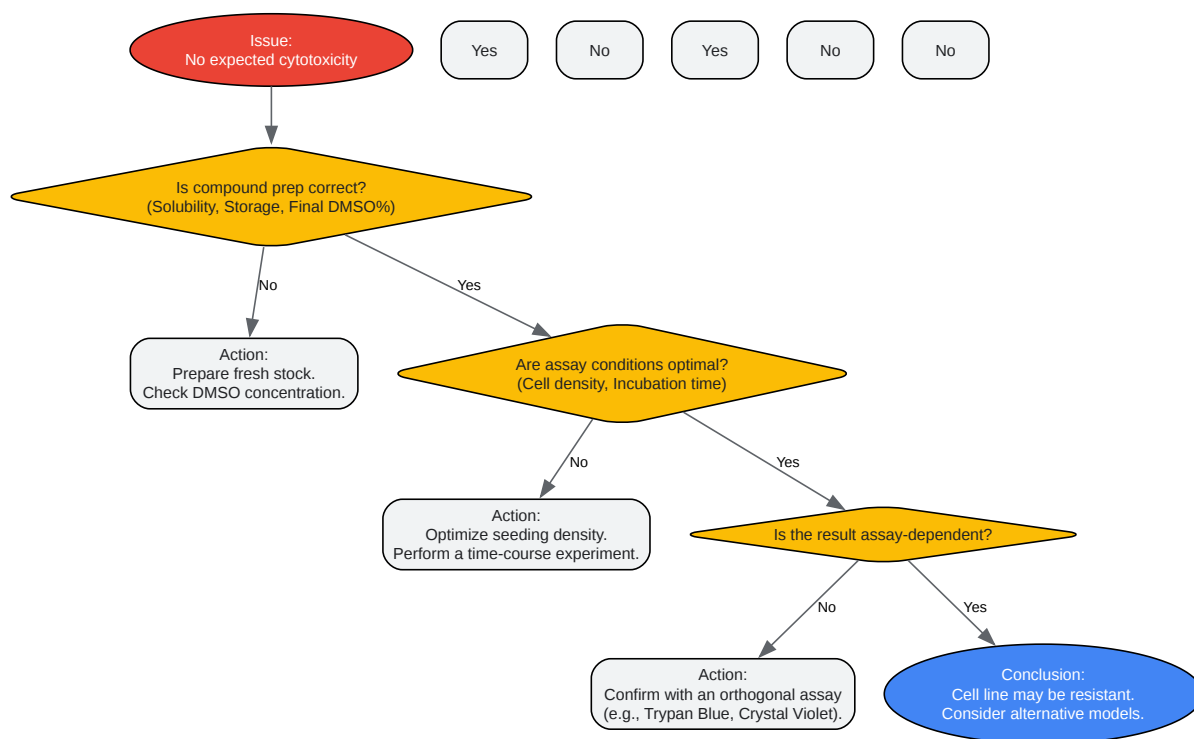 Issue:
No expected cytotoxicity
Yes
No
Yes
No
No
Is compound prep correct?
(Solubility, Storage, Final DMSO%)
No
Yes
Action:
Prepare fresh stock.
Check DMSO concentration.
Are assay conditions optimal?
(Cell density, Incubation time)
No
Yes
Action:
Optimize seeding density.
Perform a time-course experiment.
Is the result assay-dependent?
No
Yes
Action:
Confirm with an orthogonal assay
(e.g., Trypan Blue, Crystal Violet).
Conclusion:
Cell line may be resistant.
Consider alternative models.